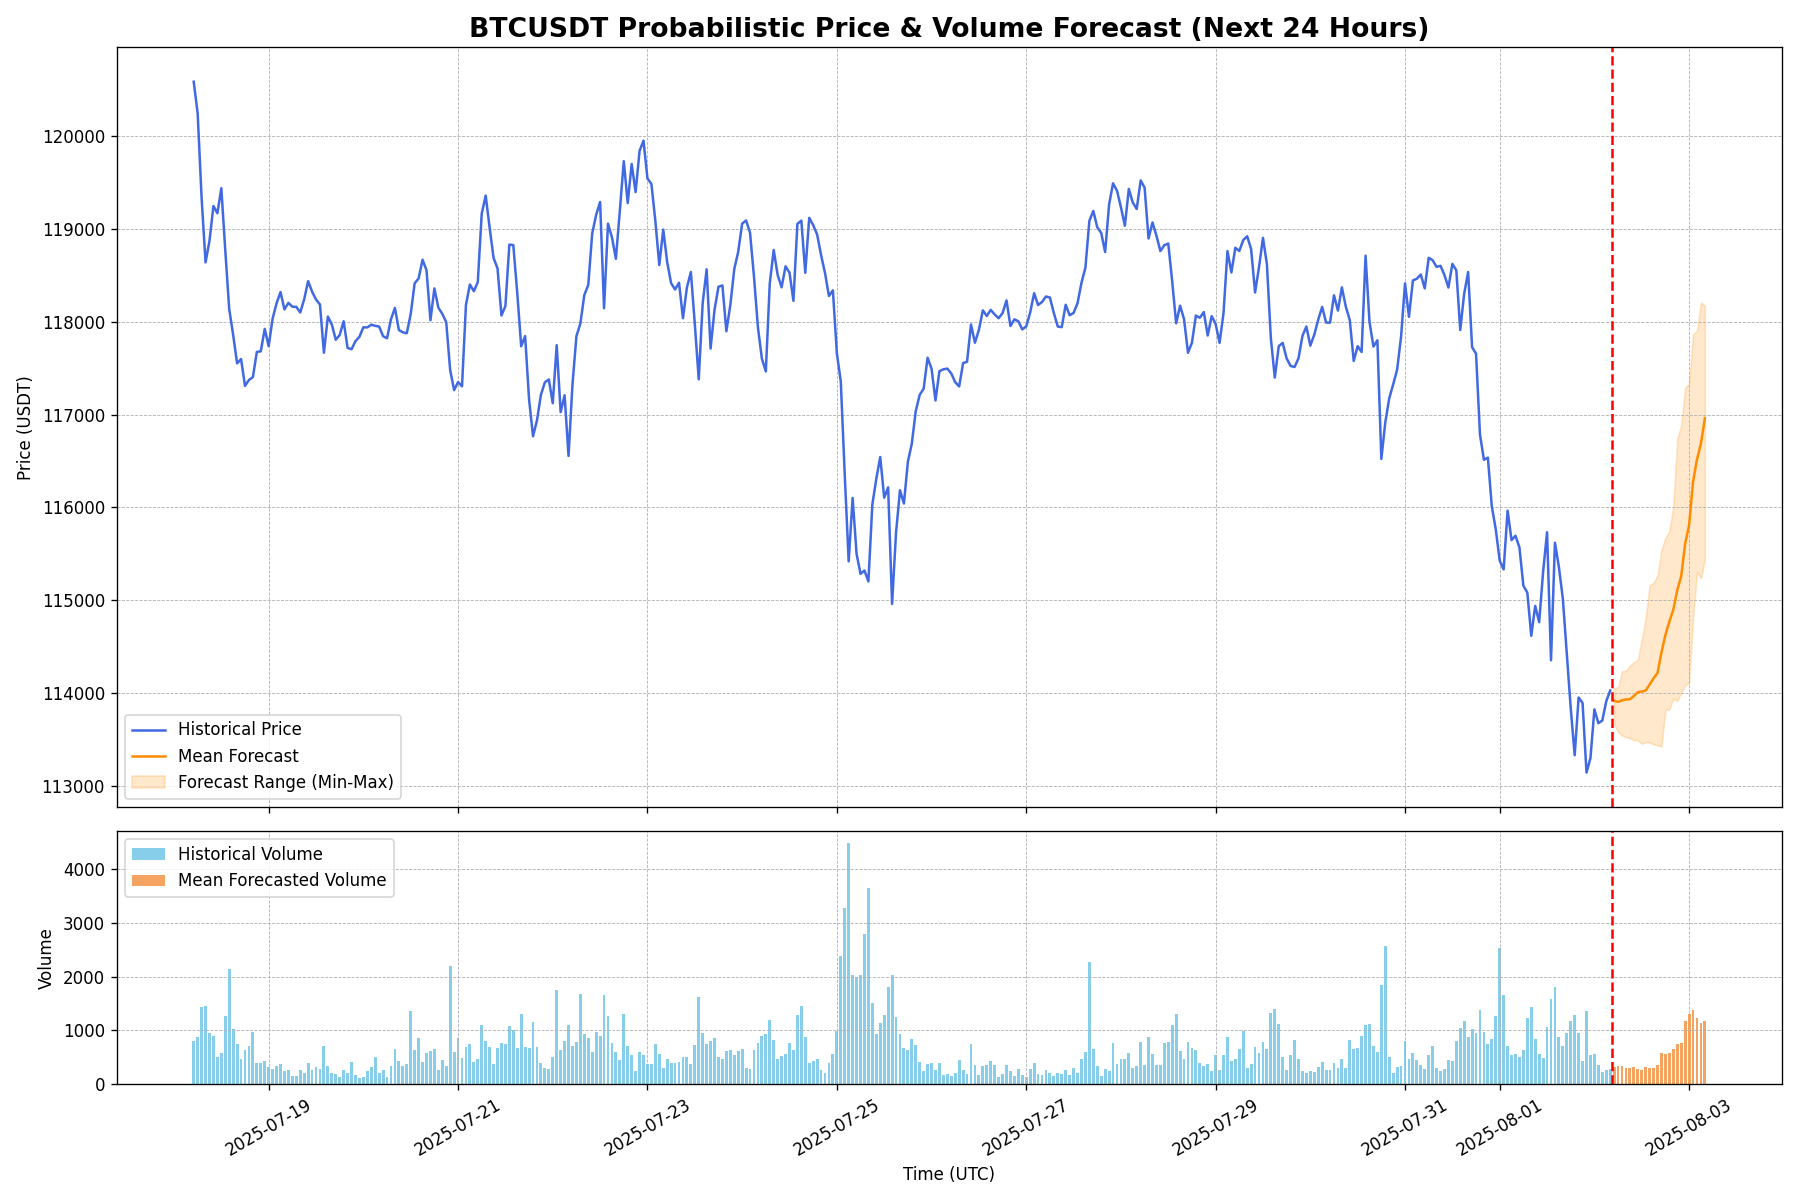 BTCUSDT Probabilistic Price & Volume Forecast (Next 24 Hours)
Price (USDT)
120000
119000
118000
117000
116000
115000
114000
113000
Historical Price
Mean Forecast
Forecast Range (Min-Max)
Volume
4000
3000
2000
1000
0
Historical Volume
Mean Forecasted Volume
2025-07-19
2025-07-21
2025-07-23
2025-07-25
2025-07-27
2025-07-29
2025-07-31
2025-08-01
2025-08-03
Time (UTC)